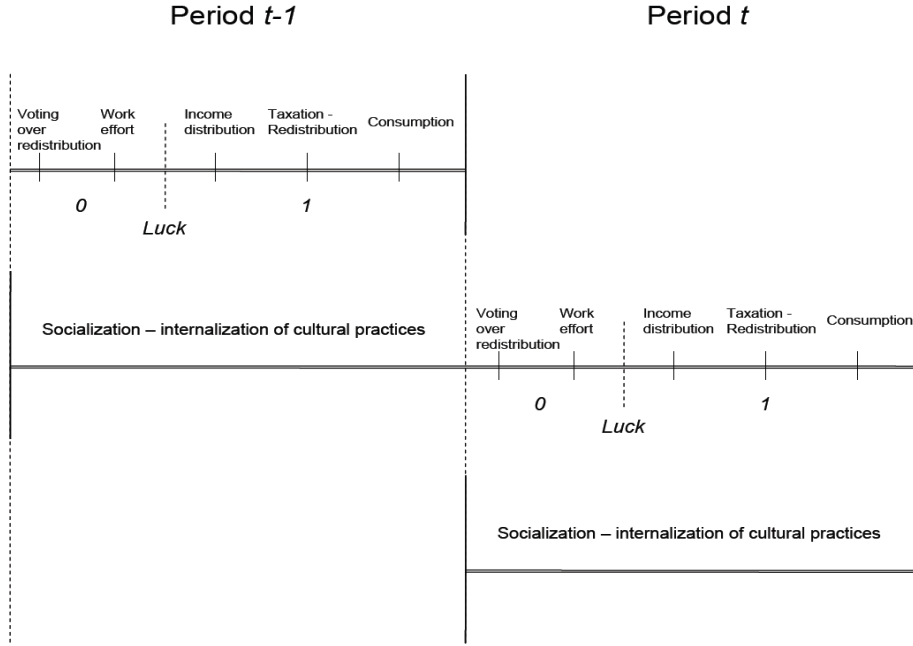 Period t-1
Period t
Voting over redistribution
Work effort
Income distribution
Taxation - Redistribution
Consumption
0
1
Luck
Socialization – internalization of cultural practices
Voting over redistribution
Work effort
Income distribution
Taxation - Redistribution
Consumption
0
1
Luck
Socialization – internalization of cultural practices